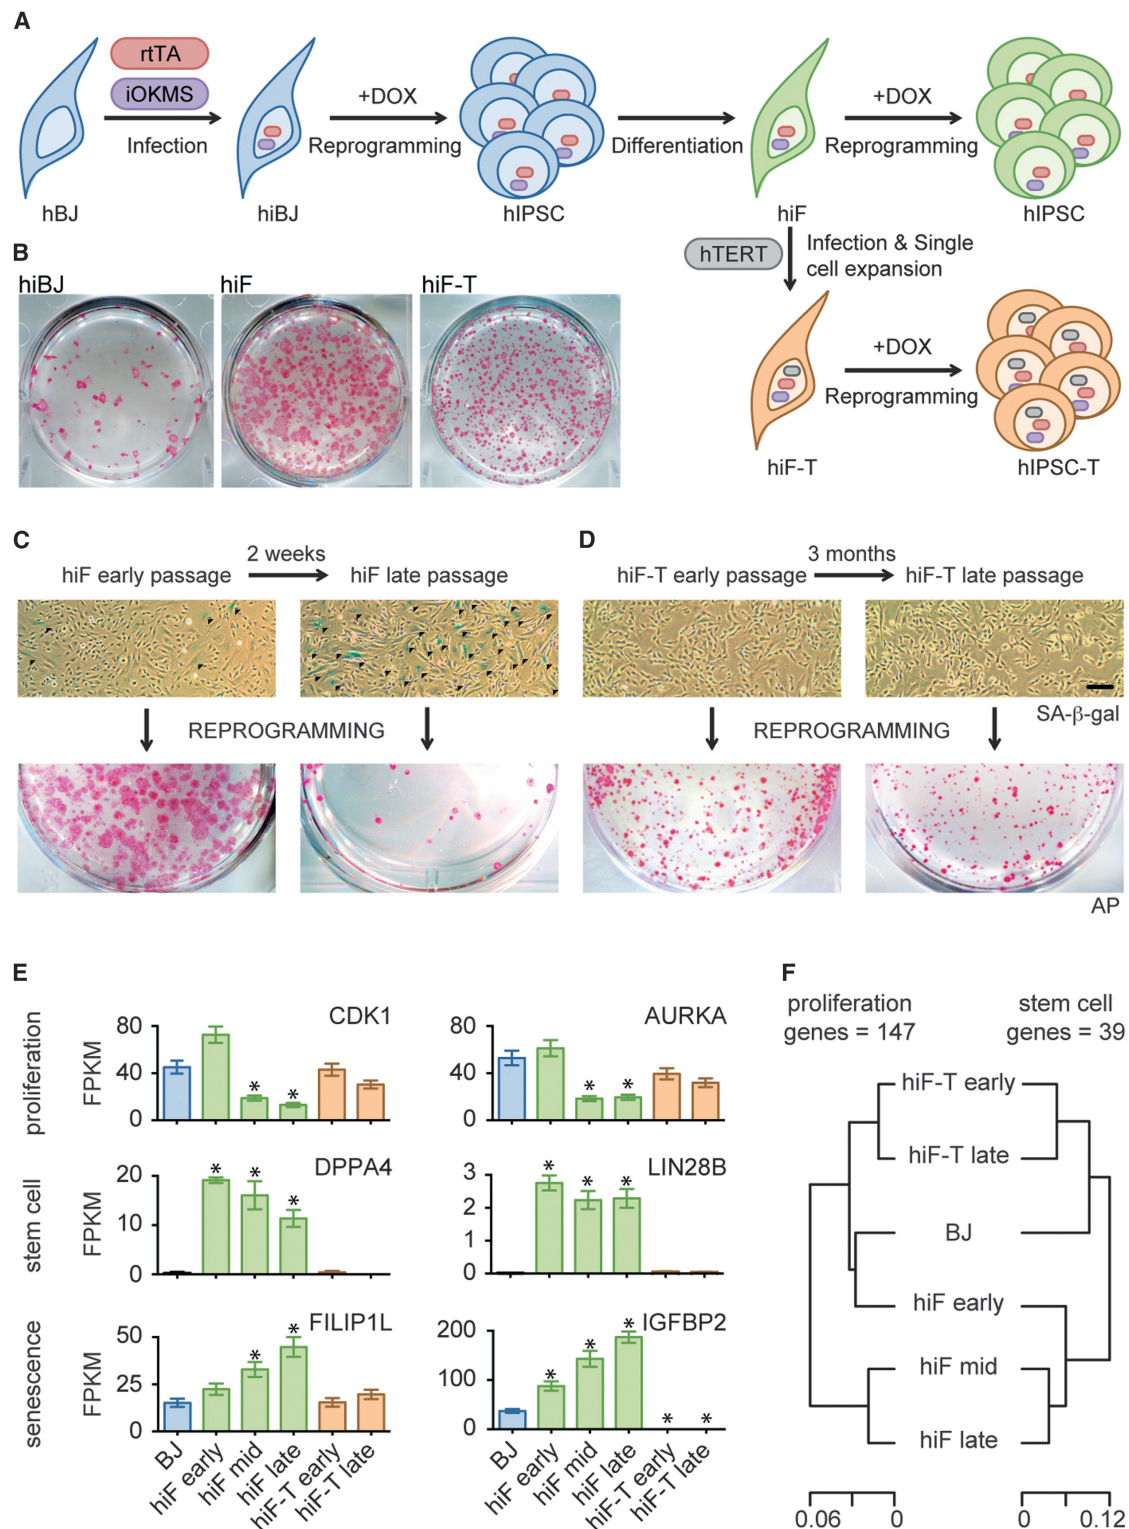 A
rtTA
iOKMS
Infection
+DOX
Reprogramming
Differentiation
+DOX
Reprogramming
hBJ
hiBJ
hIPSC
hiF
hIPSC
hTERT
Infection & Single
cell expansion
+DOX
Reprogramming
hiF-T
hIPSC-T
B
hiBJ
hiF
hiF-T
C
hiF early passage
2 weeks
hiF late passage
REPROGRAMMING
D
hiF-T early passage
3 months
hiF-T late passage
SA-β-gal
REPROGRAMMING
AP
E
proliferation
FPKM
80
40
0
CDK1
* *
80
40
0
AURKA
* *
stem cell
FPKM
20
10
0
DPPA4
* * *
3
2
1
0
LIN28B
* * *
senescence
FPKM
50
25
0
FILIP1L
* *
200
100
0
IGFBP2
* * * * *
BJ
hiF early
hiF mid
hiF late
hiF-T early
hiF-T late
BJ
hiF early
hiF mid
hiF late
hiF-T early
hiF-T late
F
proliferation
genes = 147
stem cell
genes = 39
hiF-T early
hiF-T late
BJ
hiF early
hiF mid
hiF late
0.06 0
0 0.12